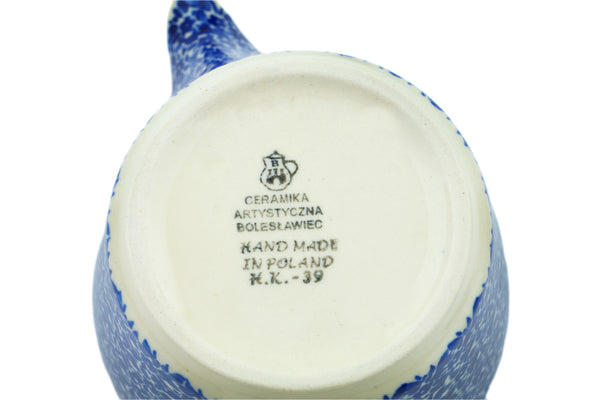 B
CERAMIKA
ARTYSTYCZNA
BOLESŁAWIEC
HAND MADE
IN POLAND
H.K.-39